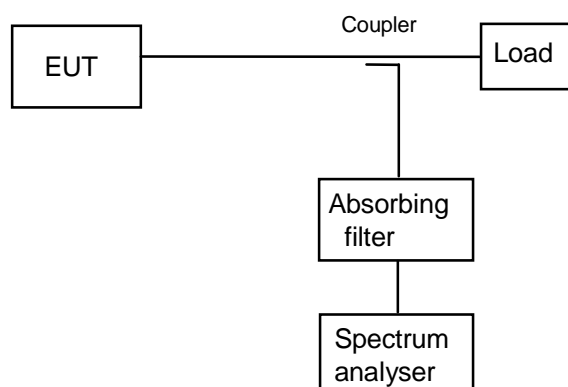 Coupler
EUT
Load
Absorbing
filter
Spectrum
analyser